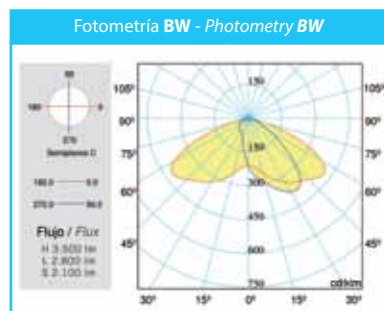 Fotometría BW - Photometry BW
90
180 0
270
Semiplanos C
180.0 0.0
270.0 90.0
Flujo / Flux
H 3.500 lm
L 2.800 lm
S 2.100 lm
105º 150 105º
90º 90º
150
75º 75º
300
60º 60º
450
45º 600 45º
750 cd/klm
30º 15º 0º 15º 30º